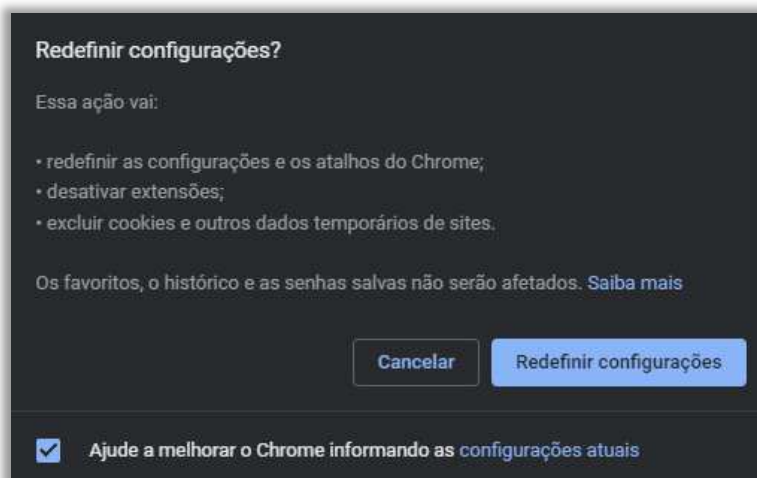 Redefinir configurações?
Essa ação vai:
• redefinir as configurações e os atalhos do Chrome;
• desativar extensões;
• excluir cookies e outros dados temporários de sites.
Os favoritos, o histórico e as senhas salvas não serão afetados. Saiba mais
Cancelar
Redefinir configurações
Ajude a melhorar o Chrome informando as configurações atuais